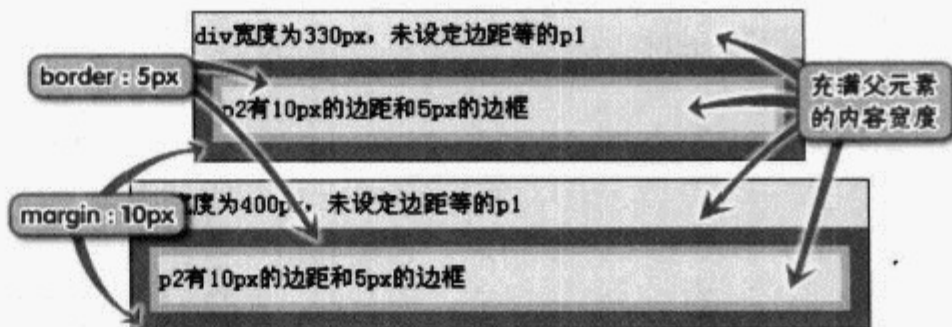 div宽度为330px，未设定边距等的p1
border : 5px
p2有10px的边距和5px的边框
充满父元素
的内容宽度
margin : 10px
宽度为400px，未设定边距等的p1
p2有10px的边距和5px的边框